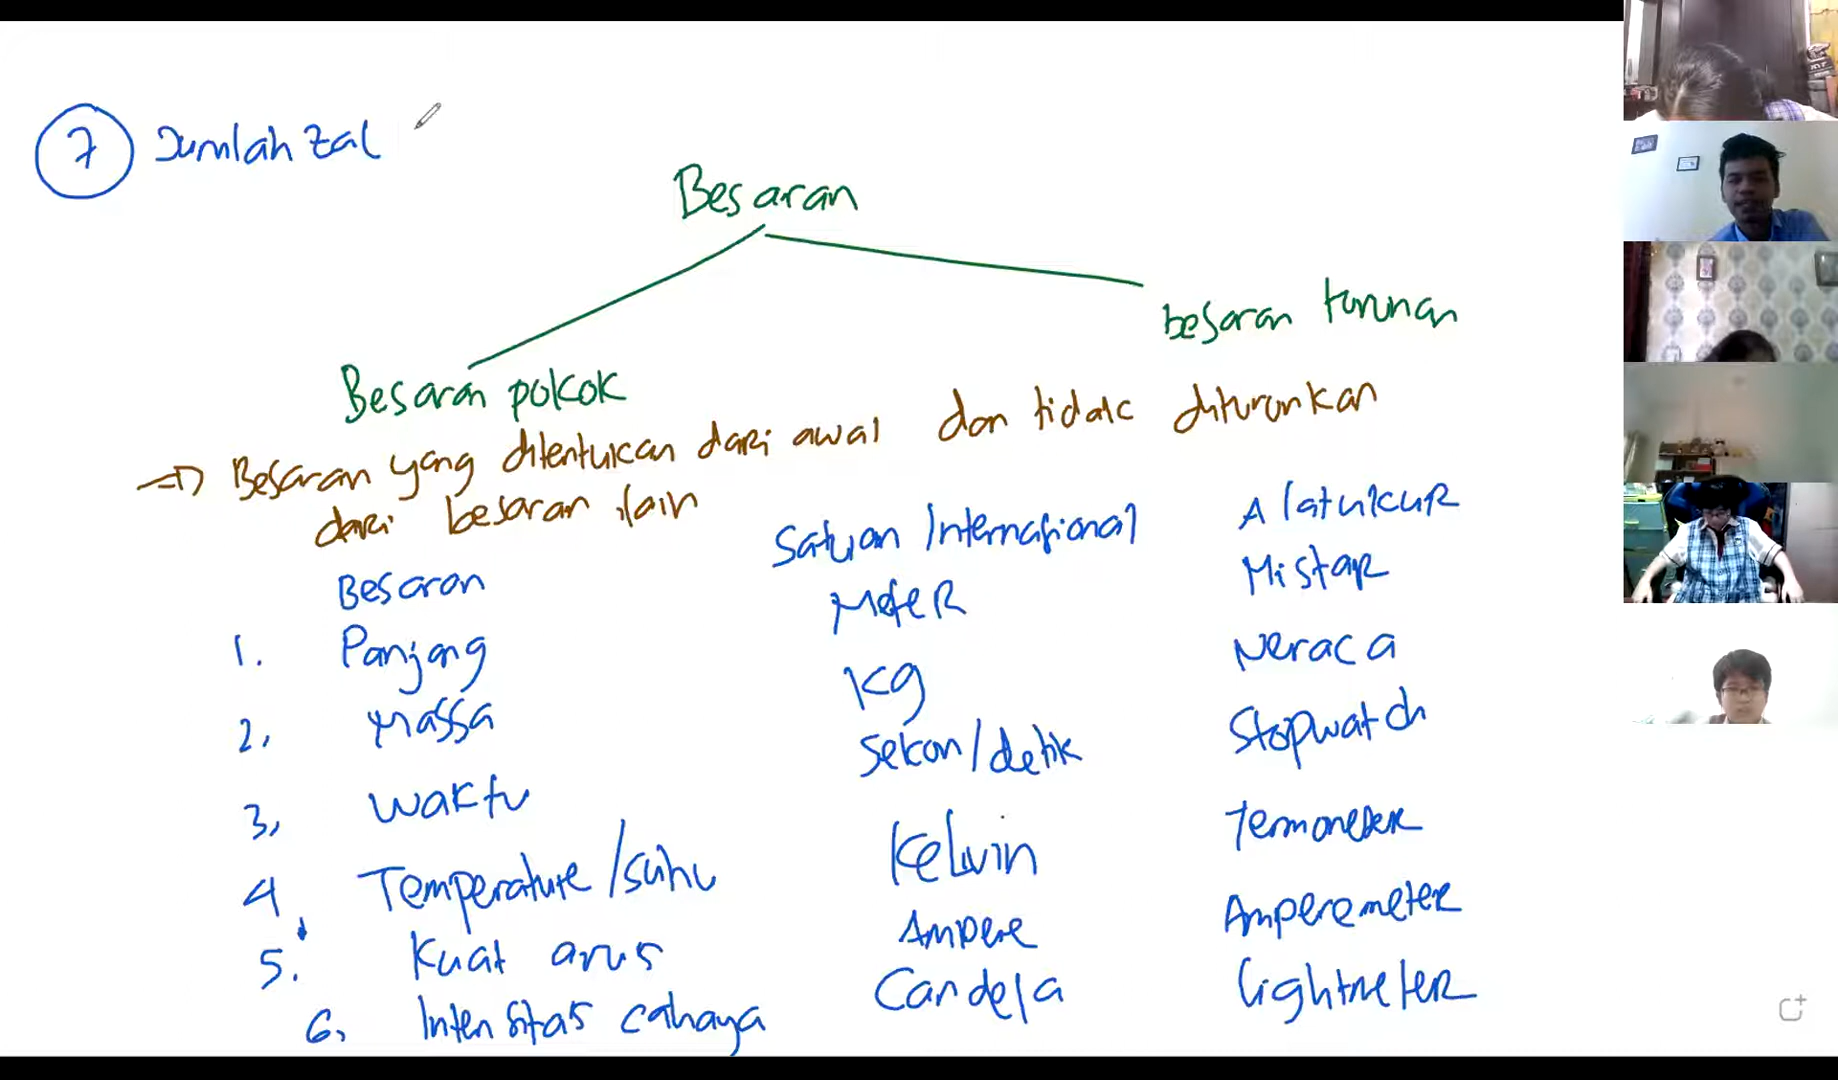 7 Jumlah Zal
Besaran
besaran turunan
Besaran pokok
=> Besaran yang ditentukan dari awal dan tidak diturunkan
dari besaran lain
Besaran Satuan Internasional Alat ukur
1. Panjang Meter Mistar
2. Massa Kg Neraca
3. Waktu Sekon/detik Stopwatch
4 Temperature/suhu Kelvin Termometer
5. Kuat arus Ampere Amperemeter
6. Intensitas cahaya Candela Lightmeter